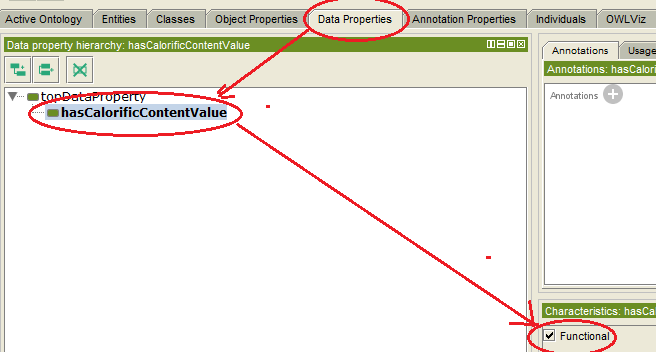 Active Ontology Entities Classes Object Properties Data Properties Annotation Properties Individuals OWLViz
Data property hierarchy: hasCalorificContentValue
topDataProperty
hasCalorificContentValue
Annotations Usage
Annotations: hasCalori
Annotations
Characteristics: hasCa
Functional